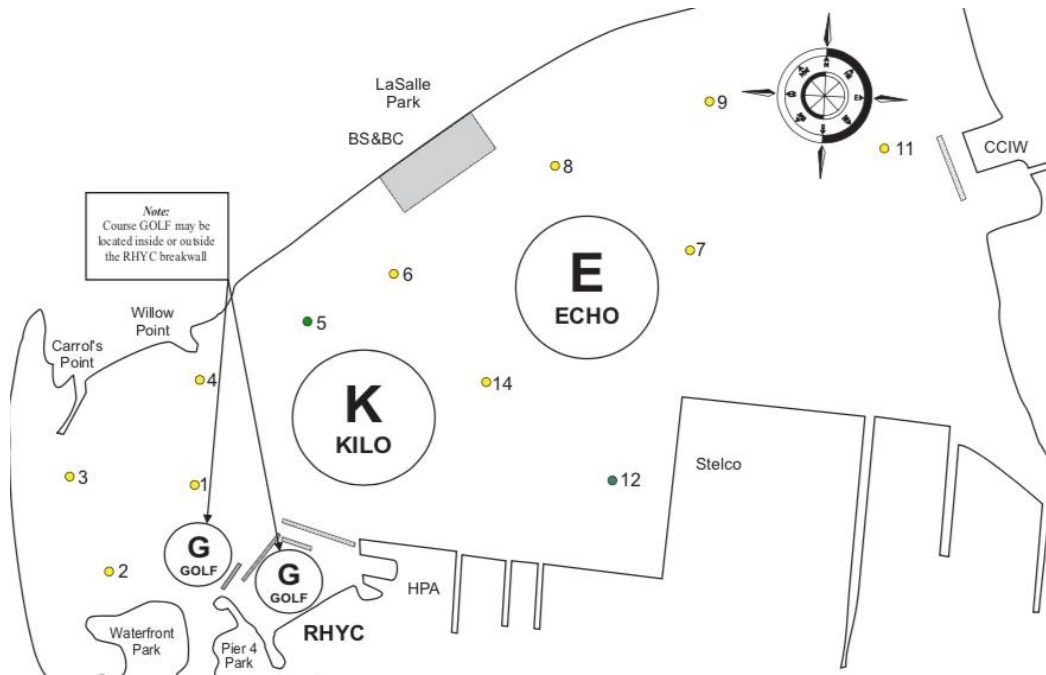 LaSalle
Park
BS&BC
9
11
CCIW
8
7
6
E
ECHO
Note:
Course GOLF may be
located inside or outside
the RHYC breakwall
Willow
Point
Carrol's
Point
5
4
K
KILO
14
3
1
12
Stelco
G
GOLF
G
GOLF
2
HPA
RHYC
Waterfront
Park
Pier 4
Park
N
E